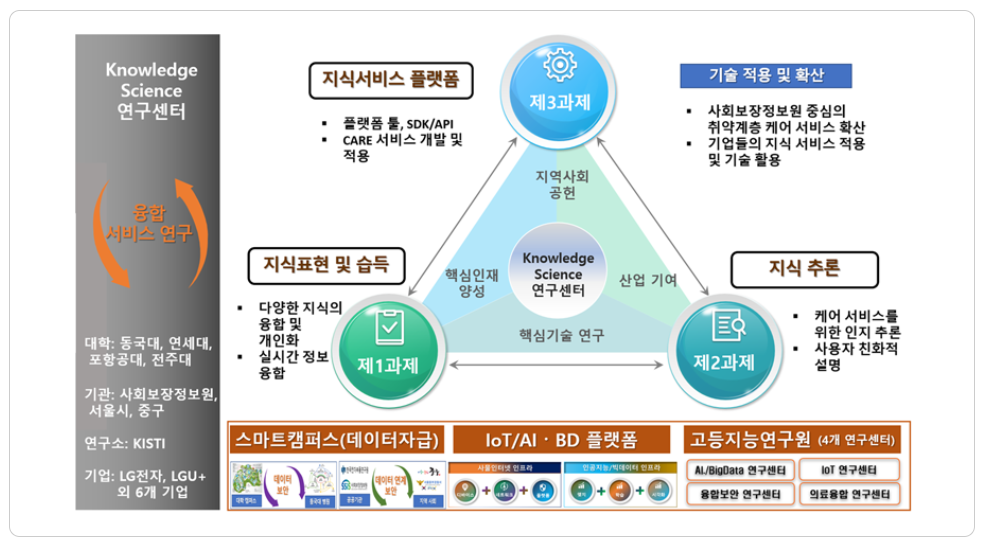 Knowledge
Science
연구센터
융합
서비스 연구
대학: 동국대, 연세대,
포항공대, 전주대
기관: 사회보장정보원,
서울시, 중구
연구소: KISTI
기업: LG전자, LGU+
외 6개 기업
지식서비스 플랫폼
▪ 플랫폼 툴, SDK/API
▪ CARE 서비스 개발 및
적용
제3과제
기술 적용 및 확산
▪ 사회보장정보원 중심의
취약계층 케어 서비스 확산
▪ 기업들의 지식 서비스 적용
및 기술 활용
지역사회
공헌
핵심인재
양성
Knowledge
Science
연구센터
산업 기여
핵심기술 연구
지식표현 및 습득
▪ 다양한 지식의
융합 및
개인화
▪ 실시간 정보
융합
제1과제
지식 추론
▪ 케어 서비스를
위한 인지 추론
▪ 사용자 친화적
설명
제2과제
스마트캠퍼스(데이터자급)
데이터
보안
데이터 연계
보안
공공기관
IoT/AI · BD 플랫폼
사물인터넷 인프라
디바이스 + 네트워크 + 플랫폼
인공지능/빅데이터 인프라
고등지능연구원 (4개 연구센터)
AI/BigData 연구센터
IoT 연구센터
융합보안 연구센터
의료융합 연구센터